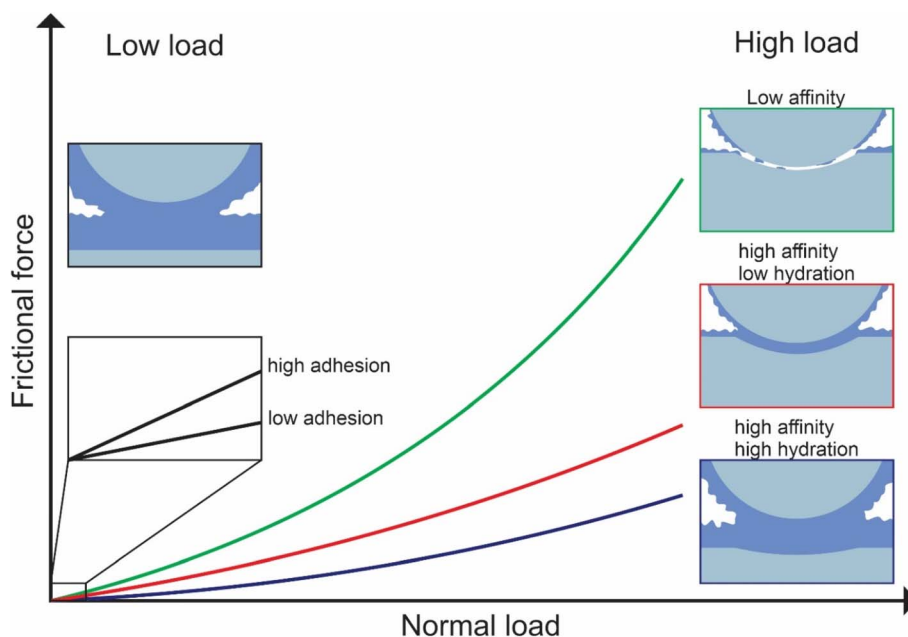 Low load
High load
Low affinity
high affinity
low hydration
high adhesion
low adhesion
high affinity
high hydration
Frictional force
Normal load